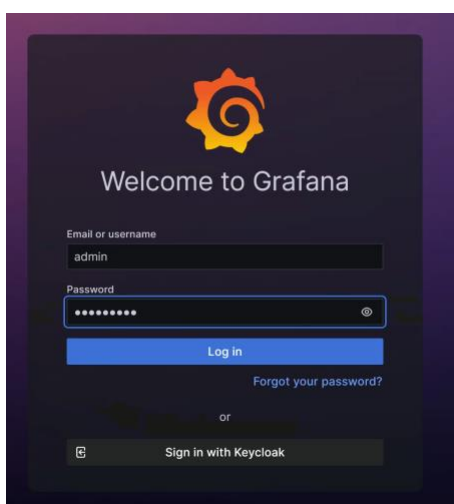 Welcome to Grafana
Email or username
admin
Password
•••••••••
Log in
Forgot your password?
or
Sign in with Keycloak